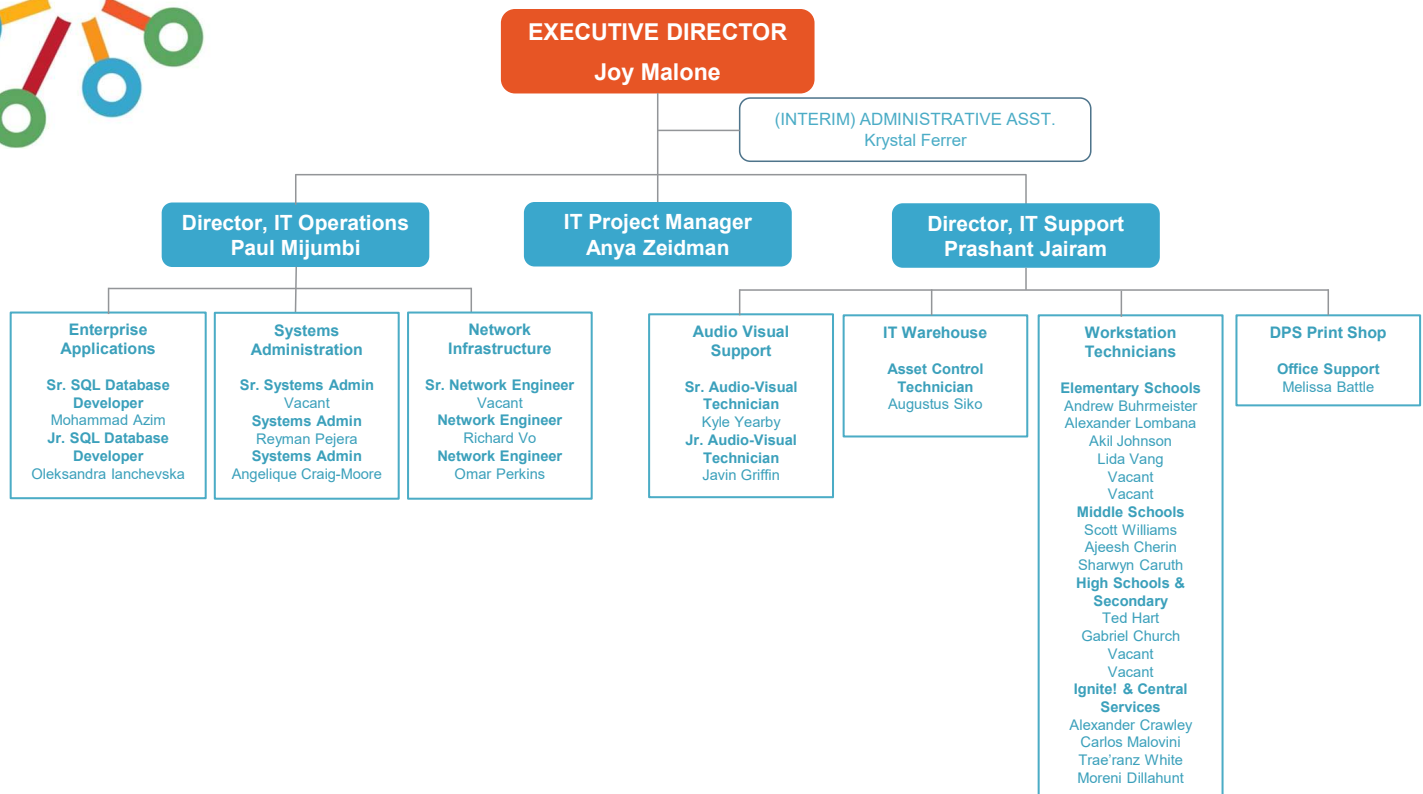 EXECUTIVE DIRECTOR
Joy Malone
(INTERIM) ADMINISTRATIVE ASST.
Krystal Ferrer
Director, IT Operations
Paul Mijumbi
IT Project Manager
Anya Zeidman
Director, IT Support
Prashant Jairam
Enterprise
Applications
Sr. SQL Database
Developer
Mohammad Azim
Jr. SQL Database
Developer
Oleksandra Ianchevska
Systems
Administration
Sr. Systems Admin
Vacant
Systems Admin
Reyman Pejera
Systems Admin
Angelique Craig-Moore
Network
Infrastructure
Sr. Network Engineer
Vacant
Network Engineer
Richard Vo
Network Engineer
Omar Perkins
Audio Visual
Support
Sr. Audio-Visual
Technician
Kyle Yearby
Jr. Audio-Visual
Technician
Javin Griffin
IT Warehouse
Asset Control
Technician
Augustus Siko
Workstation
Technicians
Elementary Schools
Andrew Buhrmeister
Alexander Lombana
Akil Johnson
Lida Vang
Vacant
Vacant
Middle Schools
Scott Williams
Ajeesh Cherin
Sharwyn Caruth
High Schools &
Secondary
Ted Hart
Gabriel Church
Vacant
Vacant
Ignite! & Central
Services
Alexander Crawley
Carlos Malovini
Trae’ranz White
Moreni Dillahunt
DPS Print Shop
Office Support
Melissa Battle